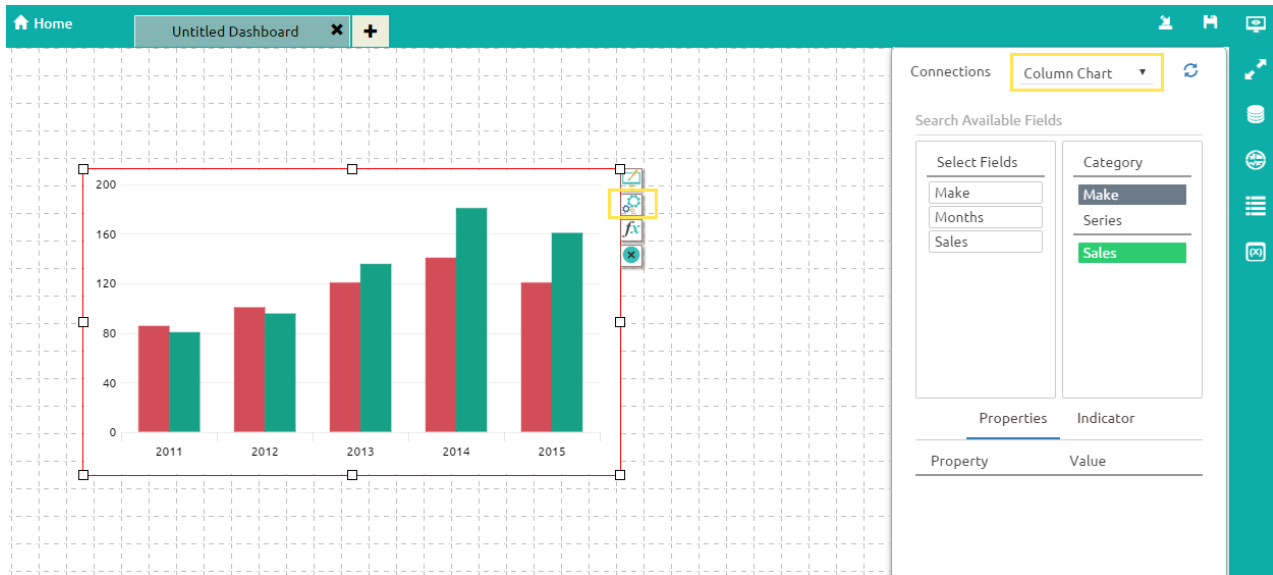 Home
Untitled Dashboard
Connections
Column Chart
Search Available Fields
Select Fields
Make
Months
Sales
Category
Make
Series
Sales
Properties
Indicator
Property
Value
200
160
120
80
40
0
2011
2012
2013
2014
2015
fx
(x)